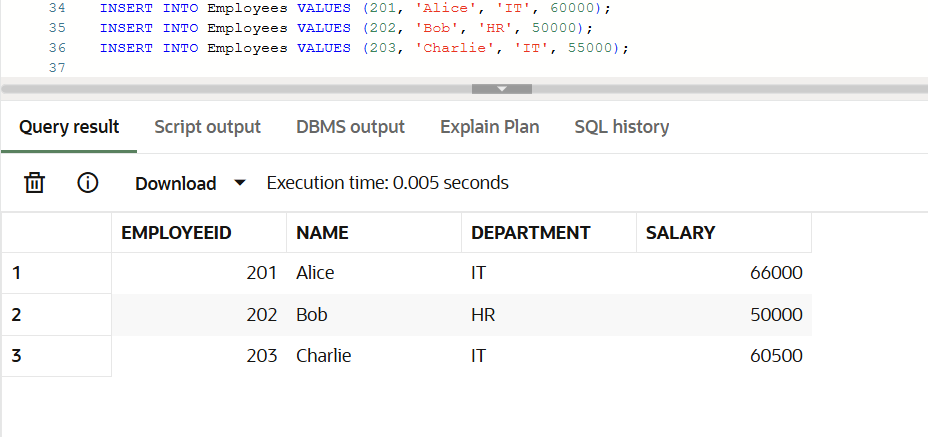 34 INSERT INTO Employees VALUES (201, 'Alice', 'IT', 60000);
35 INSERT INTO Employees VALUES (202, 'Bob', 'HR', 50000);
36 INSERT INTO Employees VALUES (203, 'Charlie', 'IT', 55000);
37
Query result Script output DBMS output Explain Plan SQL history
Download Execution time: 0.005 seconds
EMPLOYEEID NAME DEPARTMENT SALARY
1 201 Alice IT 66000
2 202 Bob HR 50000
3 203 Charlie IT 60500